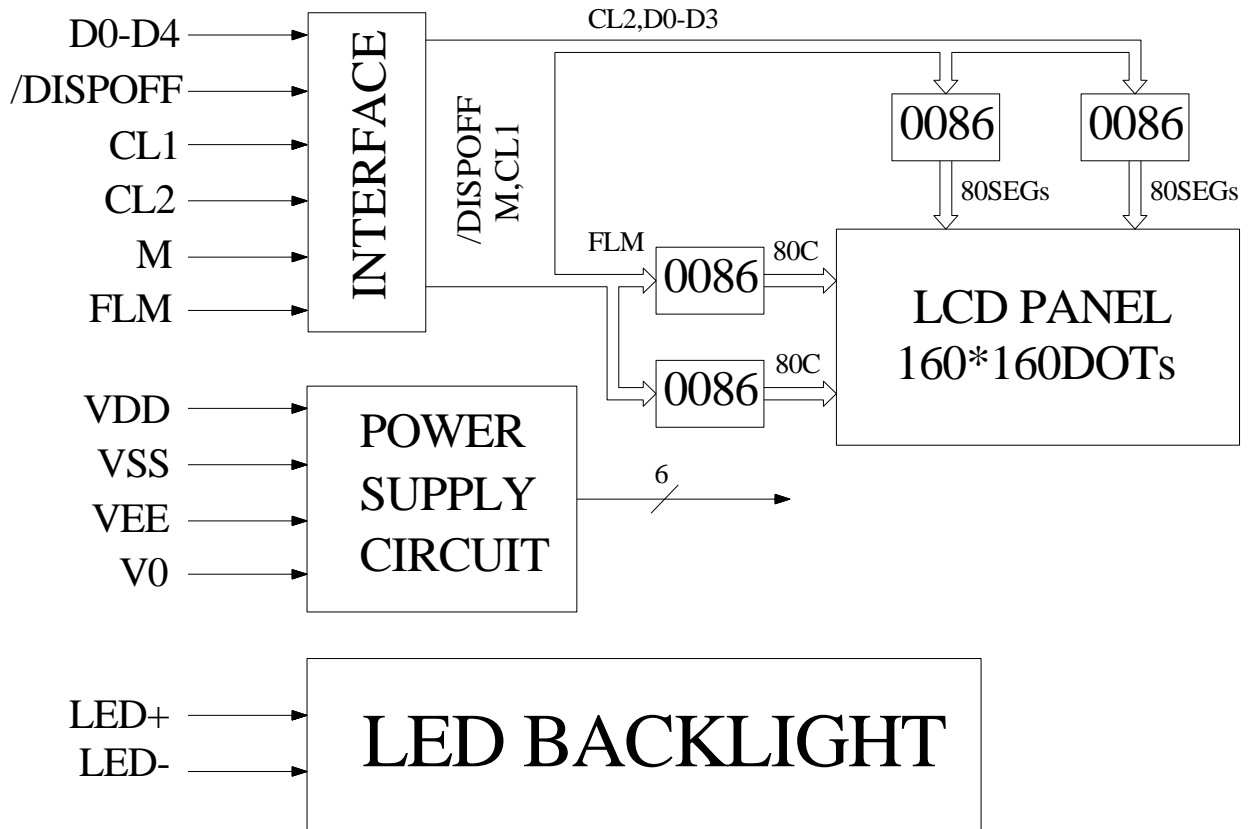 D0-D4
/DISPOFF
CL1
CL2
M
FLM
INTERFACE
CL2,D0-D3
/DISPOFF
M,CL1
FLM
0086
0086
80SEGs
80SEGs
0086
80C
0086
80C
LCD PANEL
160*160DOTs
VDD
VSS
VEE
V0
POWER
SUPPLY
CIRCUIT
6
LED+
LED-
LED BACKLIGHT